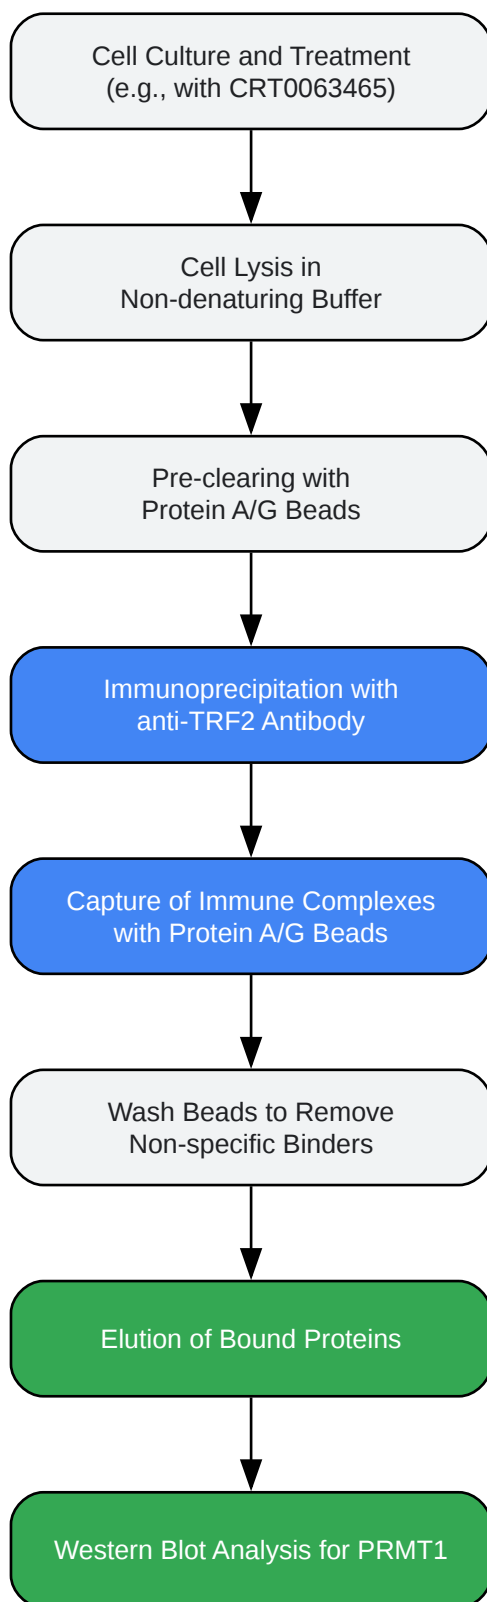 Cell Culture and Treatment
(e.g., with CRT0063465)
Cell Lysis in
Non-denaturing Buffer
Pre-clearing with
Protein A/G Beads
Immunoprecipitation with
anti-TRF2 Antibody
Capture of Immune Complexes
with Protein A/G Beads
Wash Beads to Remove
Non-specific Binders
Elution of Bound Proteins
Western Blot Analysis for PRMT1